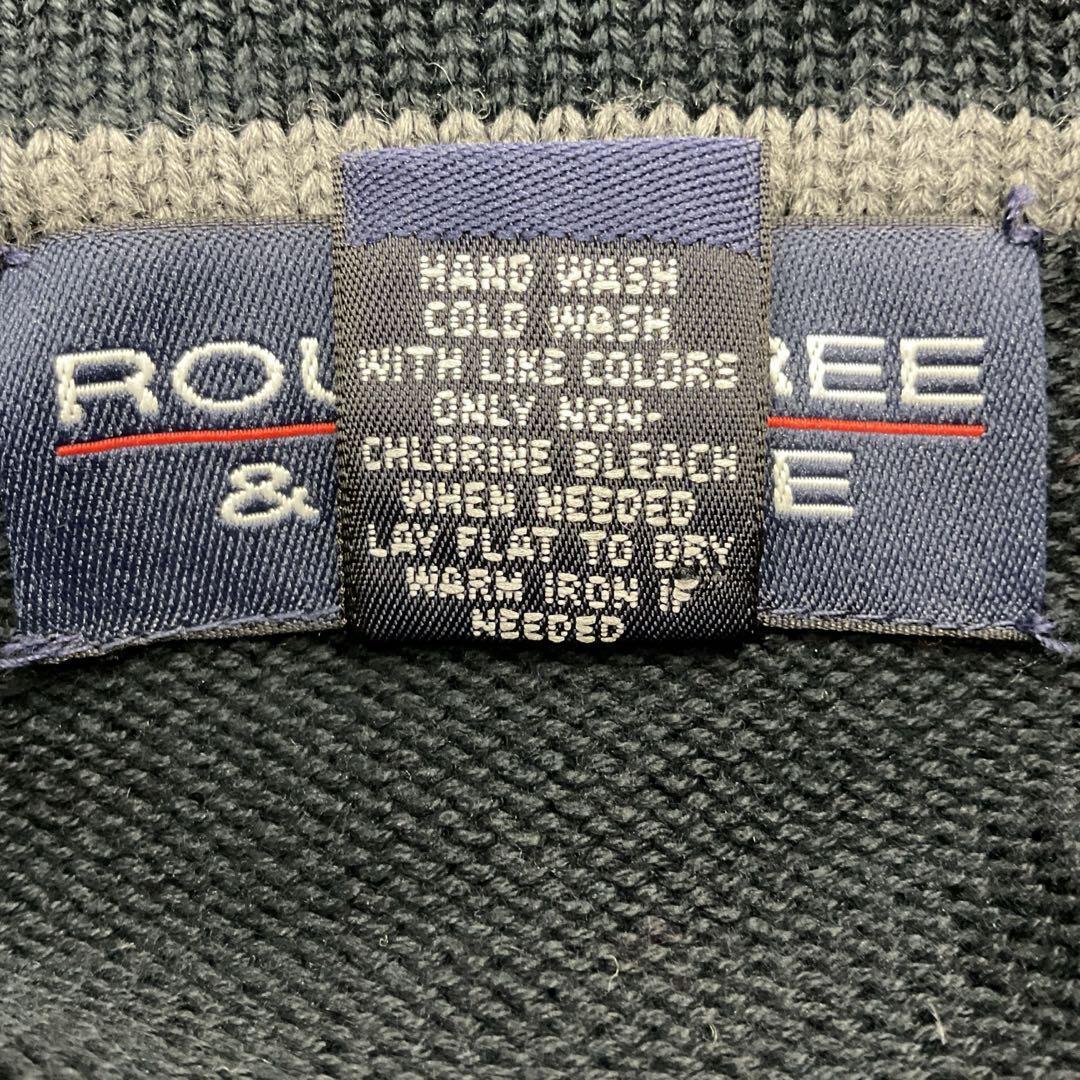 HAND WASH
COLD WASH
WITH LIKE COLORS
ONLY NON-
CHLORINE BLEACH
WHEN NEEDED
LAY FLAT TO DRY
WARM IRON IF
NEEDED
ROU REE
& E